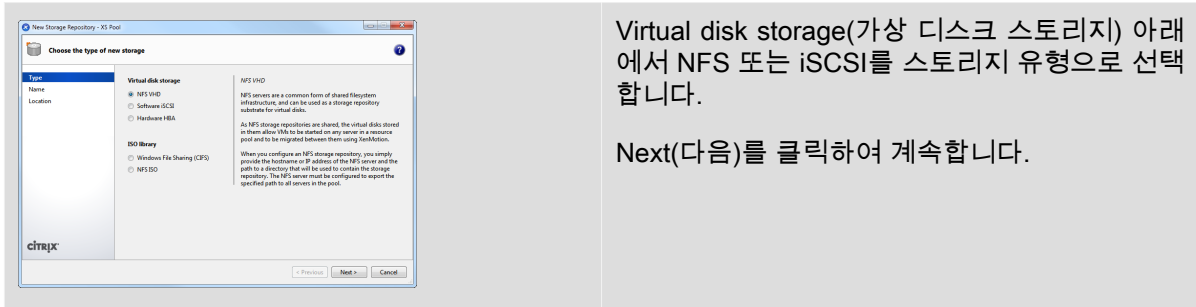 New Storage Repository - XS Pool
Choose the type of new storage
Type
Name
Location
Virtual disk storage
NFS VHD
Software iSCSI
Hardware HBA
ISO library
Windows File Sharing (CIFS)
NFS ISO
NFS VHD
NFS servers are a common form of shared filesystem
infrastructure, and can be used as a storage repository
substrate for virtual disks.
As NFS storage repositories are shared, the virtual disks stored
in them allow VMs to be started on any server in a resource
pool and to be migrated between them using XenMotion.
When you configure an NFS storage repository, you simply
provide the hostname or IP address of the NFS server and the
path to a directory that will be used to contain the storage
repository. The NFS server must be configured to export the
specified path to all servers in the pool.
CITRIX
< Previous
Next >
Cancel
Virtual disk storage(가상 디스크 스토리지) 아래
에서 NFS 또는 iSCSI를 스토리지 유형으로 선택
합니다.
Next(다음)를 클릭하여 계속합니다.